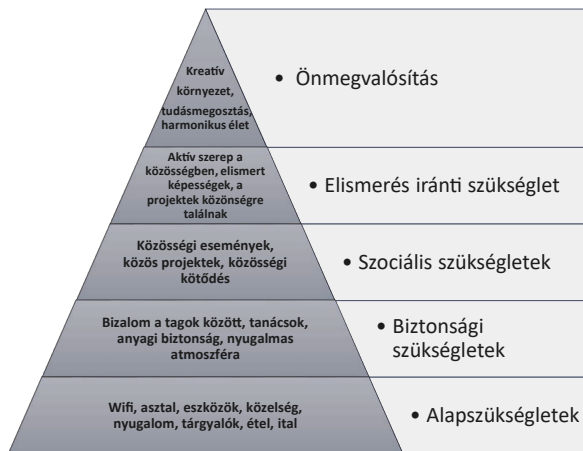 Kreatív
környezet,
tudásmegosztás,
harmonikus élet
• Önmegvalósítás
Aktív szerep a
közösségben, elismert
képességek, a
projektek közönségre
találnak
• Elismerés iránti szükséglet
Közösségi események,
közös projektek, közösségi
kötődés
• Szociális szükségletek
Bizalom a tagok között, tanácsok,
anyagi biztonság, nyugalmas
atmoszféra
• Biztonsági
szükségletek
Wifi, asztal, eszközök, közelség,
nyugalom, tárgyalók, étel, ital
• Alapszükségletek